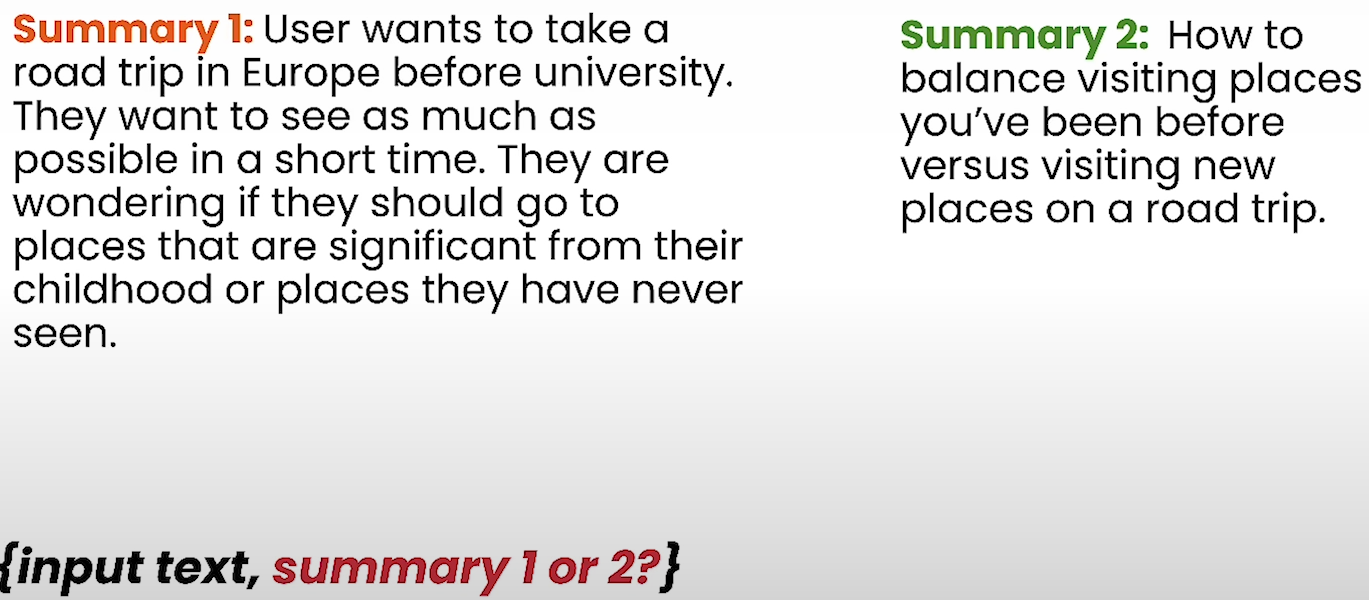 Summary 1: User wants to take a
road trip in Europe before university.
They want to see as much as
possible in a short time. They are
wondering if they should go to
places that are significant from their
childhood or places they have never
seen.
Summary 2: How to
balance visiting places
you’ve been before
versus visiting new
places on a road trip.
{input text, summary 1 or 2?}